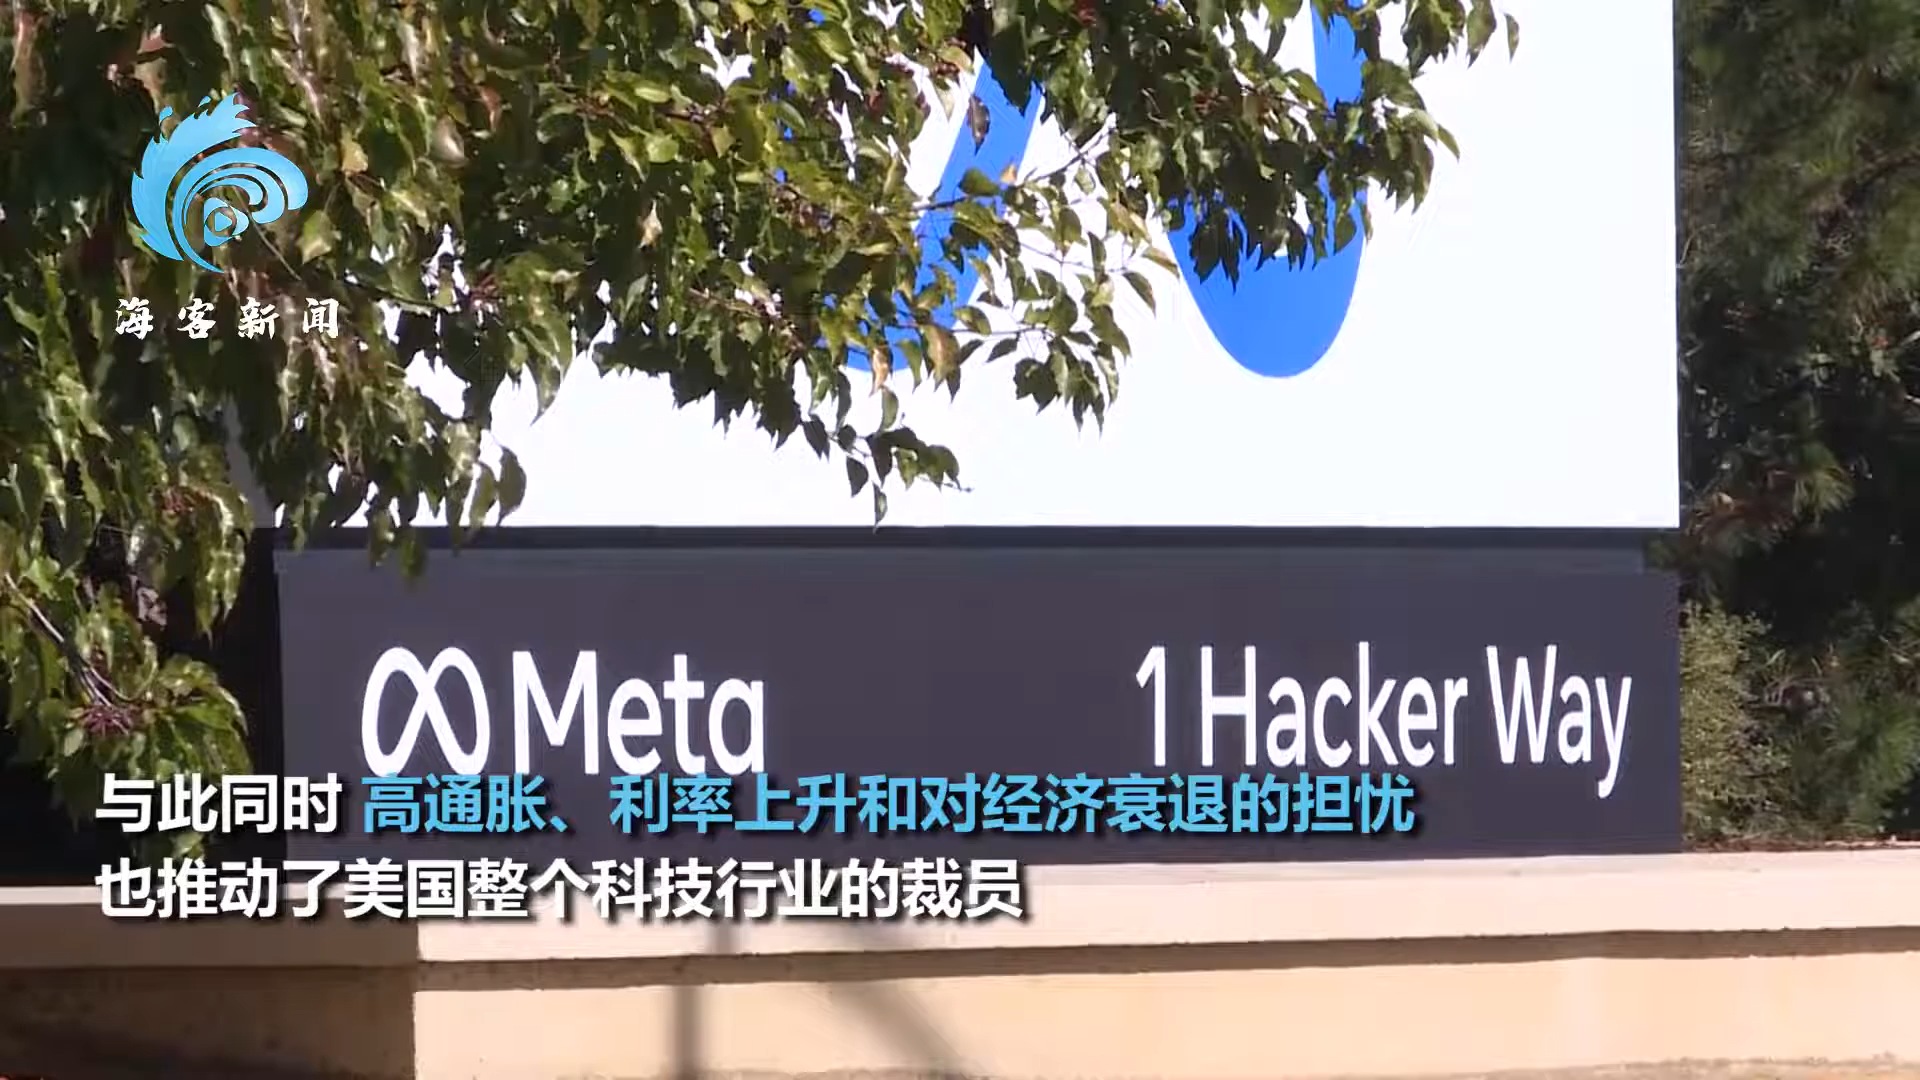 海客新闻
Meta
1 Hacker Way
与此同时 高通胀、利率上升和对经济衰退的担忧
也推动了美国整个科技行业的裁员